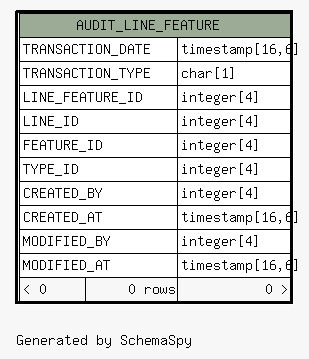 AUDIT_LINE_FEATURE
TRANSACTION_DATE timestamp[16,6]
TRANSACTION_TYPE char[1]
LINE_FEATURE_ID integer[4]
LINE_ID integer[4]
FEATURE_ID integer[4]
TYPE_ID integer[4]
CREATED_BY integer[4]
CREATED_AT timestamp[16,6]
MODIFIED_BY integer[4]
MODIFIED_AT timestamp[16,6]
< 0 0 rows 0 >
Generated by SchemaSpy